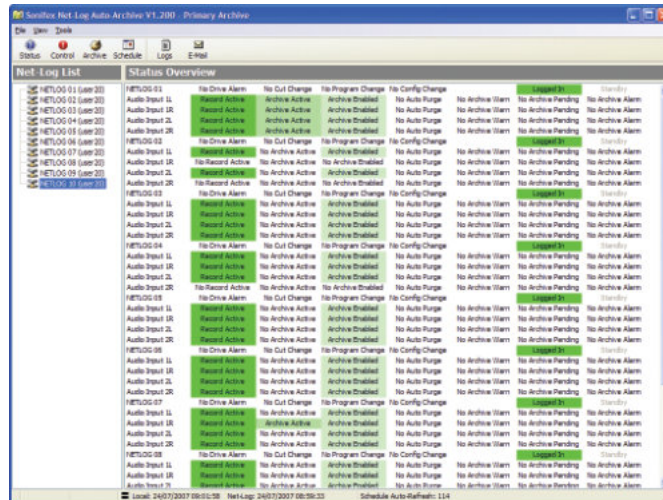 Sonifex Net-Log Auto Archive V1.200 - Primary Archive
File View Tools
Status Control Archive Schedule Logs E-Mail
Net-Log List
NETLOG 01 (user20)
NETLOG 02 (user20)
NETLOG 03 (user20)
NETLOG 04 (user20)
NETLOG 05 (user20)
NETLOG 06 (user20)
NETLOG 07 (user20)
NETLOG 08 (user20)
NETLOG 09 (user20)
NETLOG 10 (user20)
Status Overview
NETLOG 01 No Drive Alarm No Cut Change No Program Change No Config Change Logged In Standby
Audio Input 1L Record Active Archive Active Archive Enabled No Auto Purge No Archive Warn No Archive Pending No Archive Alarm
Audio Input 1R Record Active Archive Active Archive Enabled No Auto Purge No Archive Warn No Archive Pending No Archive Alarm
Audio Input 2L Record Active Archive Active Archive Enabled No Auto Purge No Archive Warn No Archive Pending No Archive Alarm
Audio Input 2R Record Active Archive Active Archive Enabled No Auto Purge No Archive Warn No Archive Pending No Archive Alarm
NETLOG 02 No Drive Alarm No Cut Change No Program Change No Config Change Logged In Standby
Audio Input 1L Record Active No Archive Active Archive Enabled No Auto Purge No Archive Warn No Archive Pending No Archive Alarm
Audio Input 1R No Record Active No Archive Active No Archive Enabled No Auto Purge No Archive Warn No Archive Pending No Archive Alarm
Audio Input 2L Record Active No Archive Active Archive Enabled No Auto Purge No Archive Warn No Archive Pending No Archive Alarm
Audio Input 2R No Record Active No Archive Active No Archive Enabled No Auto Purge No Archive Warn No Archive Pending No Archive Alarm
NETLOG 03 No Drive Alarm No Cut Change No Program Change No Config Change Logged In Standby
Audio Input 1L Record Active No Archive Active Archive Enabled No Auto Purge No Archive Warn No Archive Pending No Archive Alarm
Audio Input 1R Record Active No Archive Active Archive Enabled No Auto Purge No Archive Warn No Archive Pending No Archive Alarm
Audio Input 2L Record Active No Archive Active Archive Enabled No Auto Purge No Archive Warn No Archive Pending No Archive Alarm
Audio Input 2R Record Active No Archive Active Archive Enabled No Auto Purge No Archive Warn No Archive Pending No Archive Alarm
NETLOG 04 No Drive Alarm No Cut Change No Program Change No Config Change Logged In Standby
Audio Input 1L Record Active No Archive Active Archive Enabled No Auto Purge No Archive Warn No Archive Pending No Archive Alarm
Audio Input 1R Record Active No Archive Active Archive Enabled No Auto Purge No Archive Warn No Archive Pending No Archive Alarm
Audio Input 2L Record Active No Archive Active Archive Enabled No Auto Purge No Archive Warn No Archive Pending No Archive Alarm
Audio Input 2R No Record Active No Archive Active No Archive Enabled No Auto Purge No Archive Warn No Archive Pending No Archive Alarm
NETLOG 05 No Drive Alarm No Cut Change No Program Change No Config Change Logged In Standby
Audio Input 1L Record Active No Archive Active Archive Enabled No Auto Purge No Archive Warn No Archive Pending No Archive Alarm
Audio Input 1R Record Active No Archive Active Archive Enabled No Auto Purge No Archive Warn No Archive Pending No Archive Alarm
Audio Input 2L Record Active No Archive Active Archive Enabled No Auto Purge No Archive Warn No Archive Pending No Archive Alarm
Audio Input 2R Record Active No Archive Active Archive Enabled No Auto Purge No Archive Warn No Archive Pending No Archive Alarm
NETLOG 06 No Drive Alarm No Cut Change No Program Change No Config Change Logged In Standby
Audio Input 1L Record Active No Archive Active Archive Enabled No Auto Purge No Archive Warn No Archive Pending No Archive Alarm
Audio Input 1R Record Active No Archive Active Archive Enabled No Auto Purge No Archive Warn No Archive Pending No Archive Alarm
Audio Input 2L Record Active No Archive Active Archive Enabled No Auto Purge No Archive Warn No Archive Pending No Archive Alarm
Audio Input 2R Record Active No Archive Active Archive Enabled No Auto Purge No Archive Warn No Archive Pending No Archive Alarm
NETLOG 07 No Drive Alarm No Cut Change No Program Change No Config Change Logged In Standby
Audio Input 1L Record Active No Archive Active Archive Enabled No Auto Purge No Archive Warn No Archive Pending No Archive Alarm
Audio Input 1R Record Active Archive Active Archive Enabled No Auto Purge No Archive Warn No Archive Pending No Archive Alarm
Audio Input 2L Record Active No Archive Active Archive Enabled No Auto Purge No Archive Warn No Archive Pending No Archive Alarm
Audio Input 2R Record Active No Archive Active Archive Enabled No Auto Purge No Archive Warn No Archive Pending No Archive Alarm
NETLOG 08 No Drive Alarm No Cut Change No Program Change No Config Change Logged In Standby
Audio Input 1L Record Active No Archive Active Archive Enabled No Auto Purge No Archive Warn No Archive Pending No Archive Alarm
Audio Input 1R Record Active No Archive Active Archive Enabled No Auto Purge No Archive Warn No Archive Pending No Archive Alarm
Audio Input 2L Record Active No Archive Active Archive Enabled No Auto Purge No Archive Warn No Archive Pending No Archive Alarm
Local: 24/07/2007 09:01:58 Net-Log: 24/07/2007 08:59:33 Schedule Auto-Refresh: 114